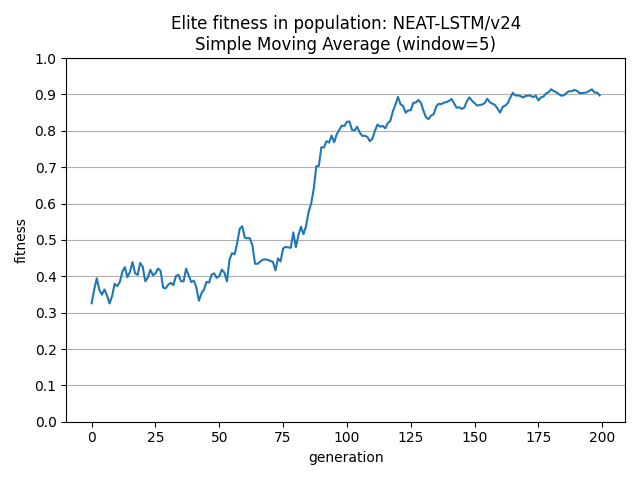 Elite fitness in population: NEAT-LSTM/v24
Simple Moving Average (window=5)
1.0
0.9
0.8
0.7
0.6
0.5
0.4
0.3
0.2
0.1
0.0
fitness
0 25 50 75 100 125 150 175 200
generation